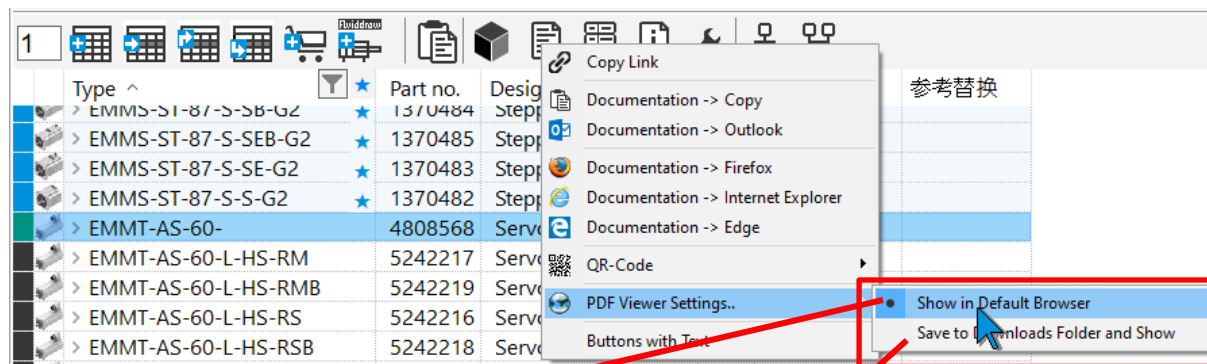 Fluiddraw
1
Type
Part no.
Desig
参考替换
EMMS-ST-87-S-SB-G2 1370484 Stepp
EMMS-ST-87-S-SEB-G2 1370485 Stepp
EMMS-ST-87-S-SE-G2 1370483 Stepp
EMMS-ST-87-S-S-G2 1370482 Stepp
EMMT-AS-60- 4808568 Servo
EMMT-AS-60-L-HS-RM 5242217 Servo
EMMT-AS-60-L-HS-RMB 5242219 Servo
EMMT-AS-60-L-HS-RS 5242216 Servo
EMMT-AS-60-L-HS-RSB 5242218 Servo
Copy Link
Documentation -> Copy
Documentation -> Outlook
Documentation -> Firefox
Documentation -> Internet Explorer
Documentation -> Edge
QR-Code
PDF Viewer Settings..
Buttons with Text
Show in Default Browser
Save to Downloads Folder and Show